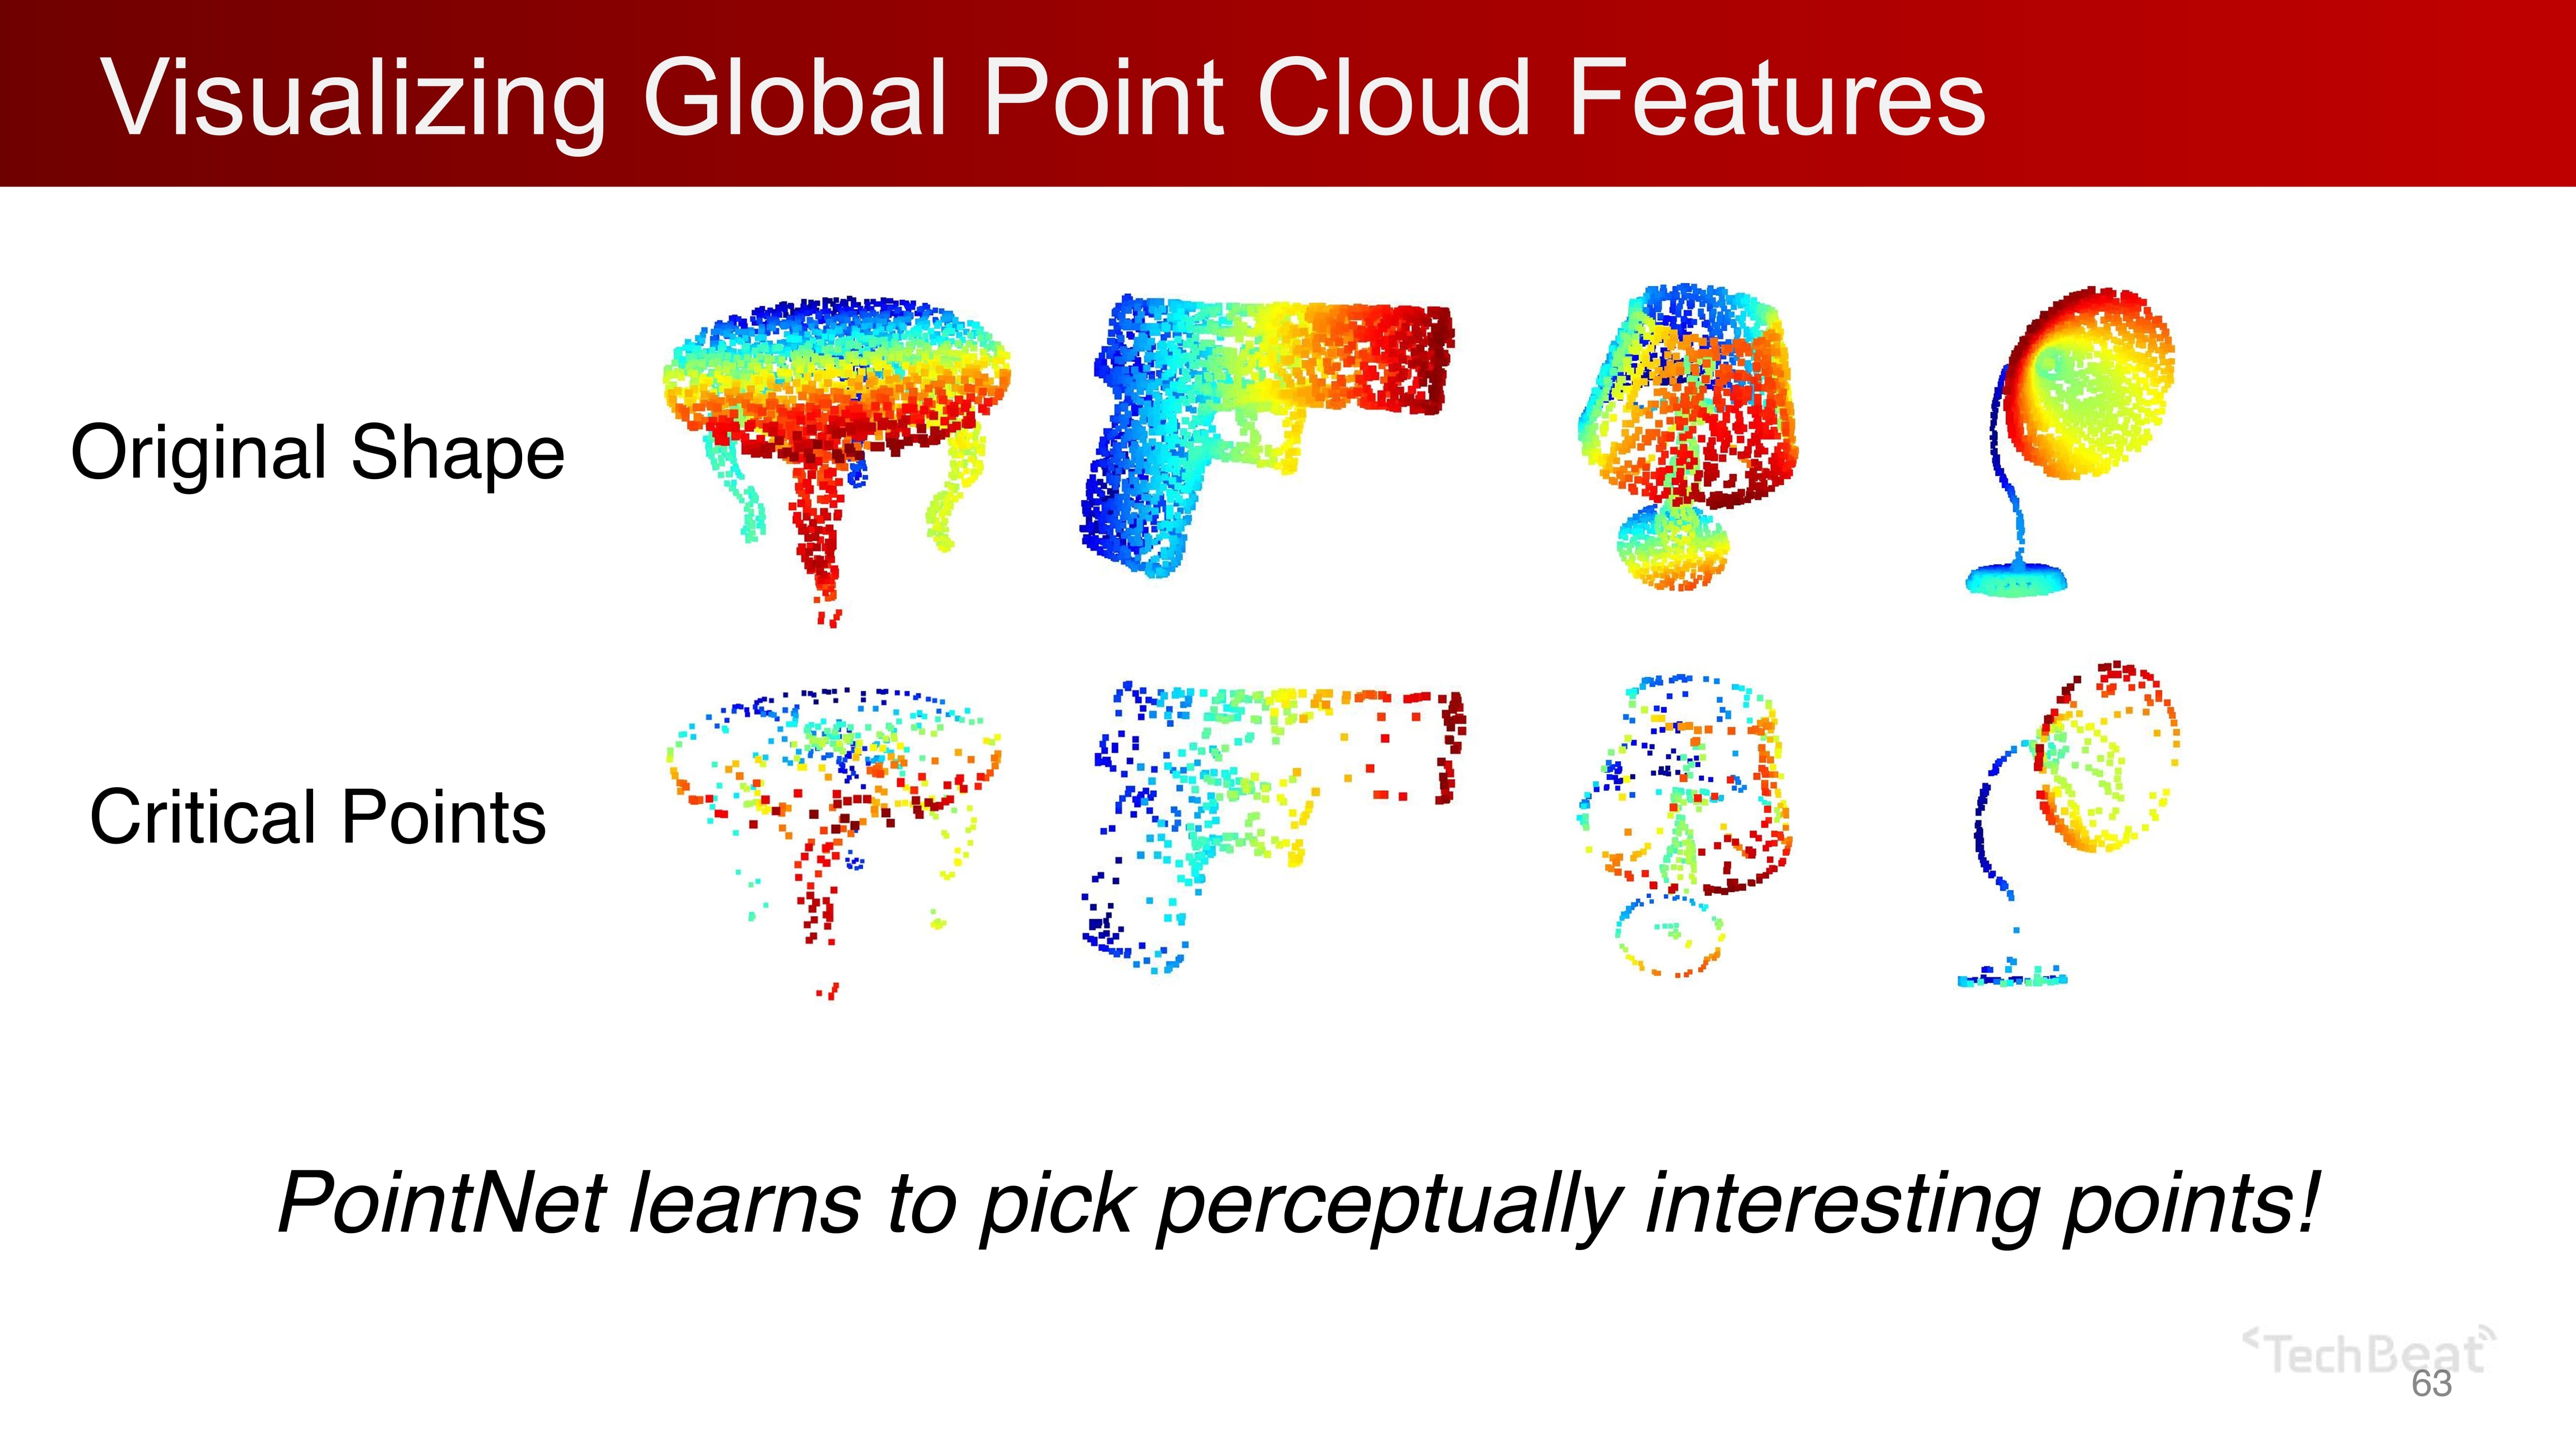 Visualizing Global Point Cloud Features
Original Shape
Critical Points
PointNet learns to pick perceptually interesting points!
<TechBeat
63